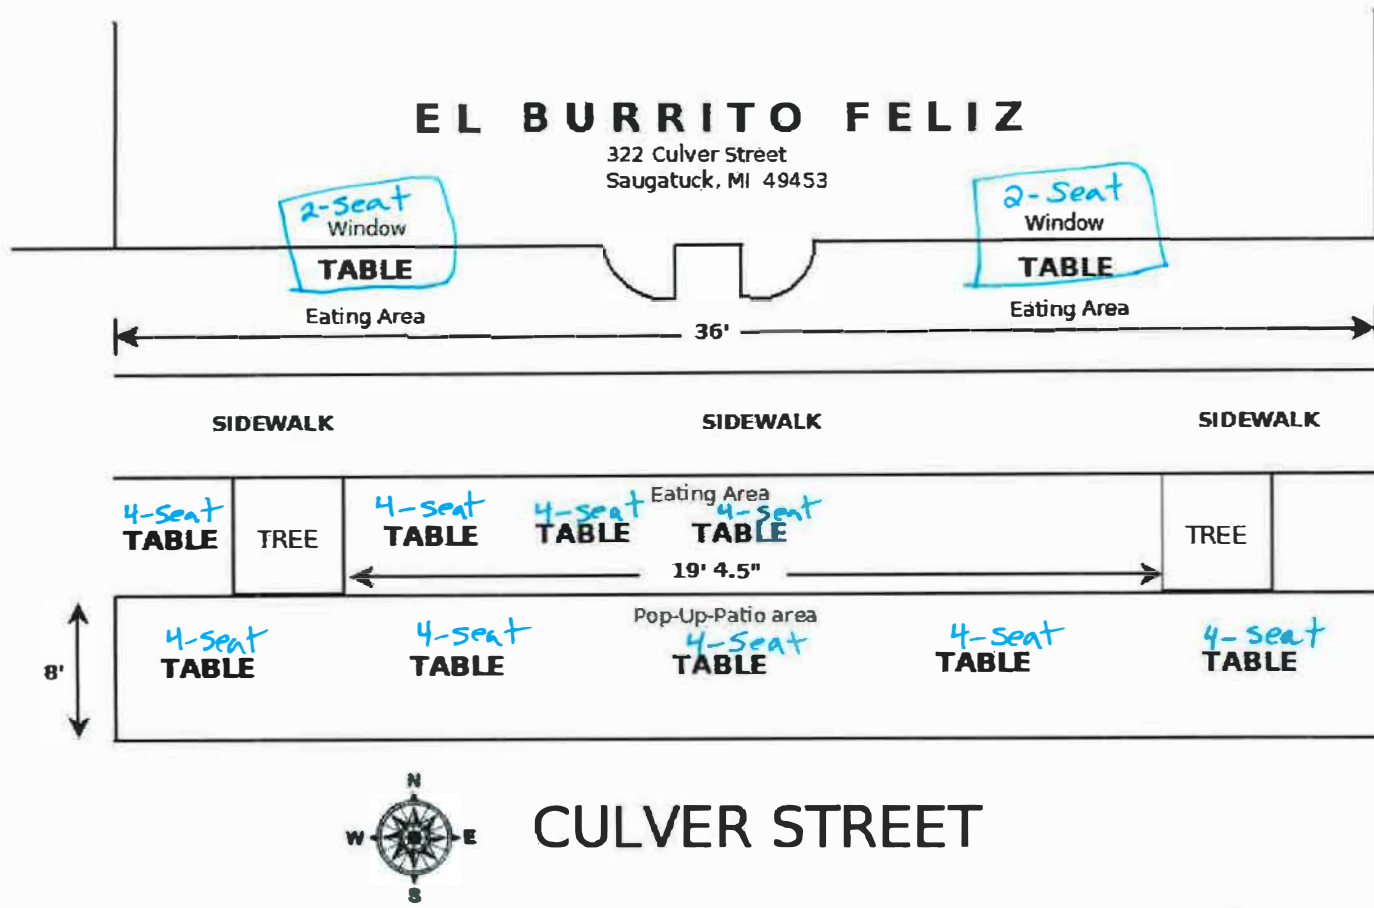 EL BURRITO FELIZ
322 Culver Street
Saugatuck, MI 49453
2-Seat
Window
TABLE
Eating Area
2-Seat
Window
TABLE
Eating Area
36'
SIDEWALK SIDEWALK SIDEWALK
Eating Area
4-Seat 4-Seat 4-Seat 4-Seat
TABLE TREE TABLE TABLE TABLE TREE
19' 4.5"
Pop-Up-Patio area
4-Seat 4-Seat 4-Seat 4-Seat 4-Seat
8' TABLE TABLE TABLE TABLE TABLE
N
W E
S
CULVER STREET